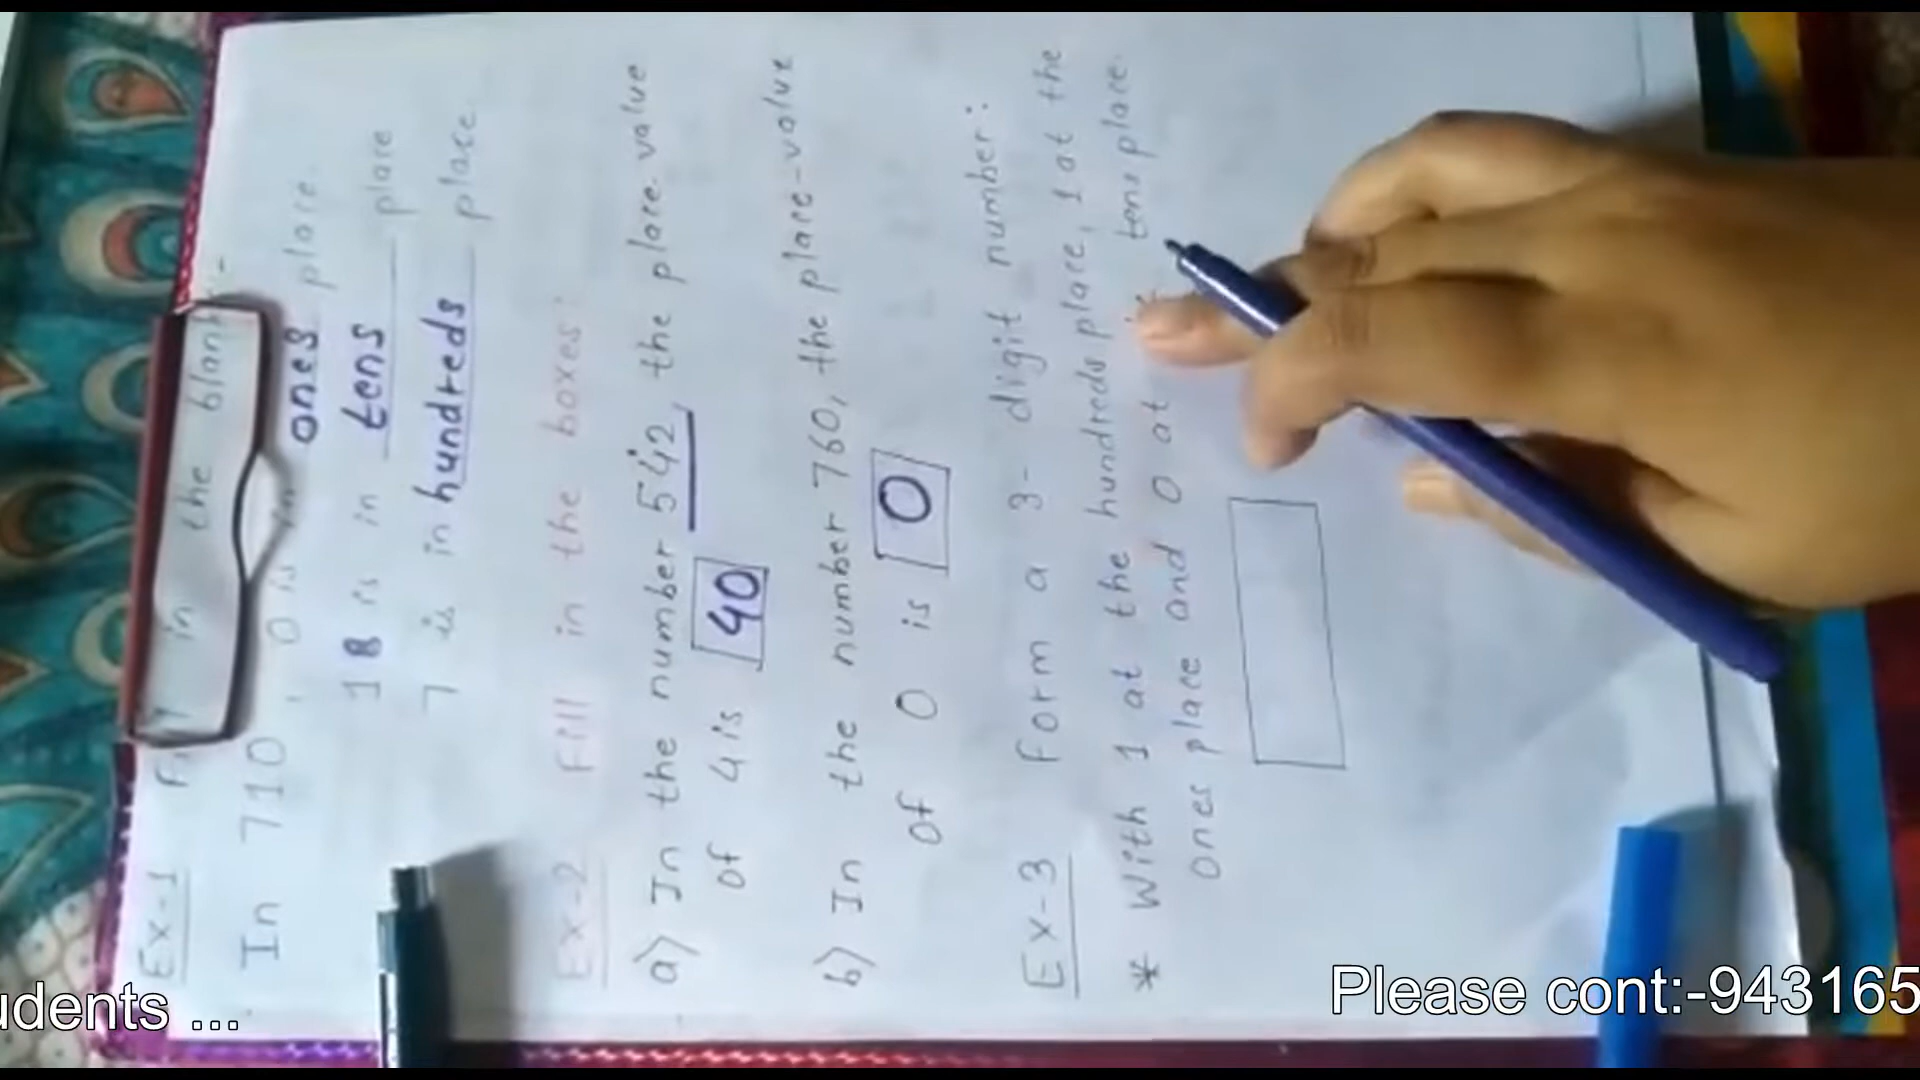 Ex-1 in the blank :-
In 710, 0 is in ones place.
1 is in tens place
7 is in hundreds place
Ex-2 Fill in the boxes:
a) In the number 542, the place-value
of 4 is 40
b) In the number 760, the place-value
of 0 is 0
Ex-3 Form a 3-digit number:
* With 1 at the hundreds place, 1 at the
ones place and 0 at tens place.
udents ...
Please cont:-943165